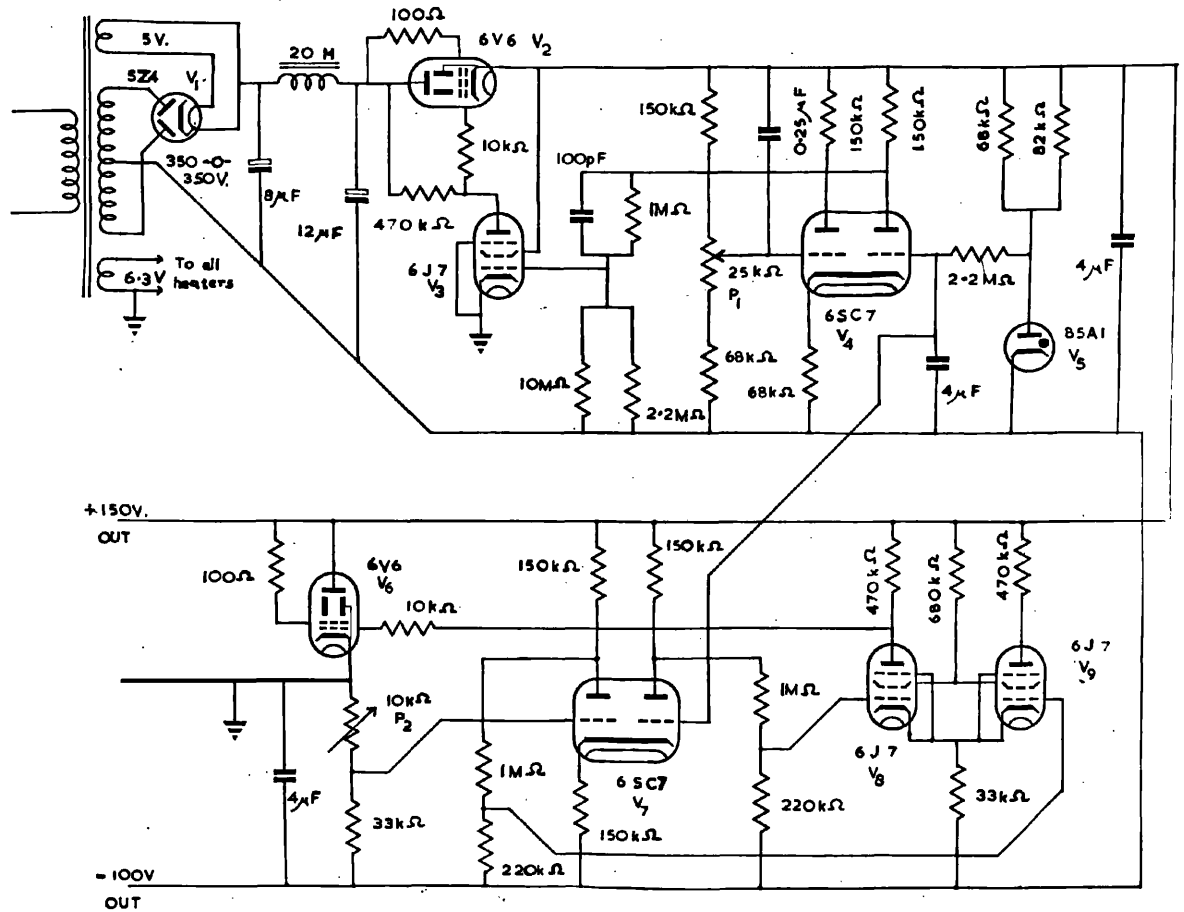 100Ω
6V6 V2
5V.
20 H
5Z4
V1
350-0-
350V.
8μF
12μF
6.3V
To all
heaters
10kΩ
470kΩ
6J7
V3
100pF
1MΩ
10MΩ
2.2MΩ
150kΩ
25kΩ
P1
68kΩ
0.25μF
150kΩ
150kΩ
6SC7
V4
68kΩ
68kΩ
82kΩ
2.2MΩ
4μF
85A1
V5
4μF
+150V.
OUT
100Ω
6V6
V6
10kΩ
10kΩ
P2
4μF
33kΩ
150kΩ
150kΩ
1MΩ
220kΩ
6SC7
V7
150kΩ
1MΩ
220kΩ
470kΩ
680kΩ
470kΩ
6J7
V8
6J7
V9
33kΩ
-100V
OUT